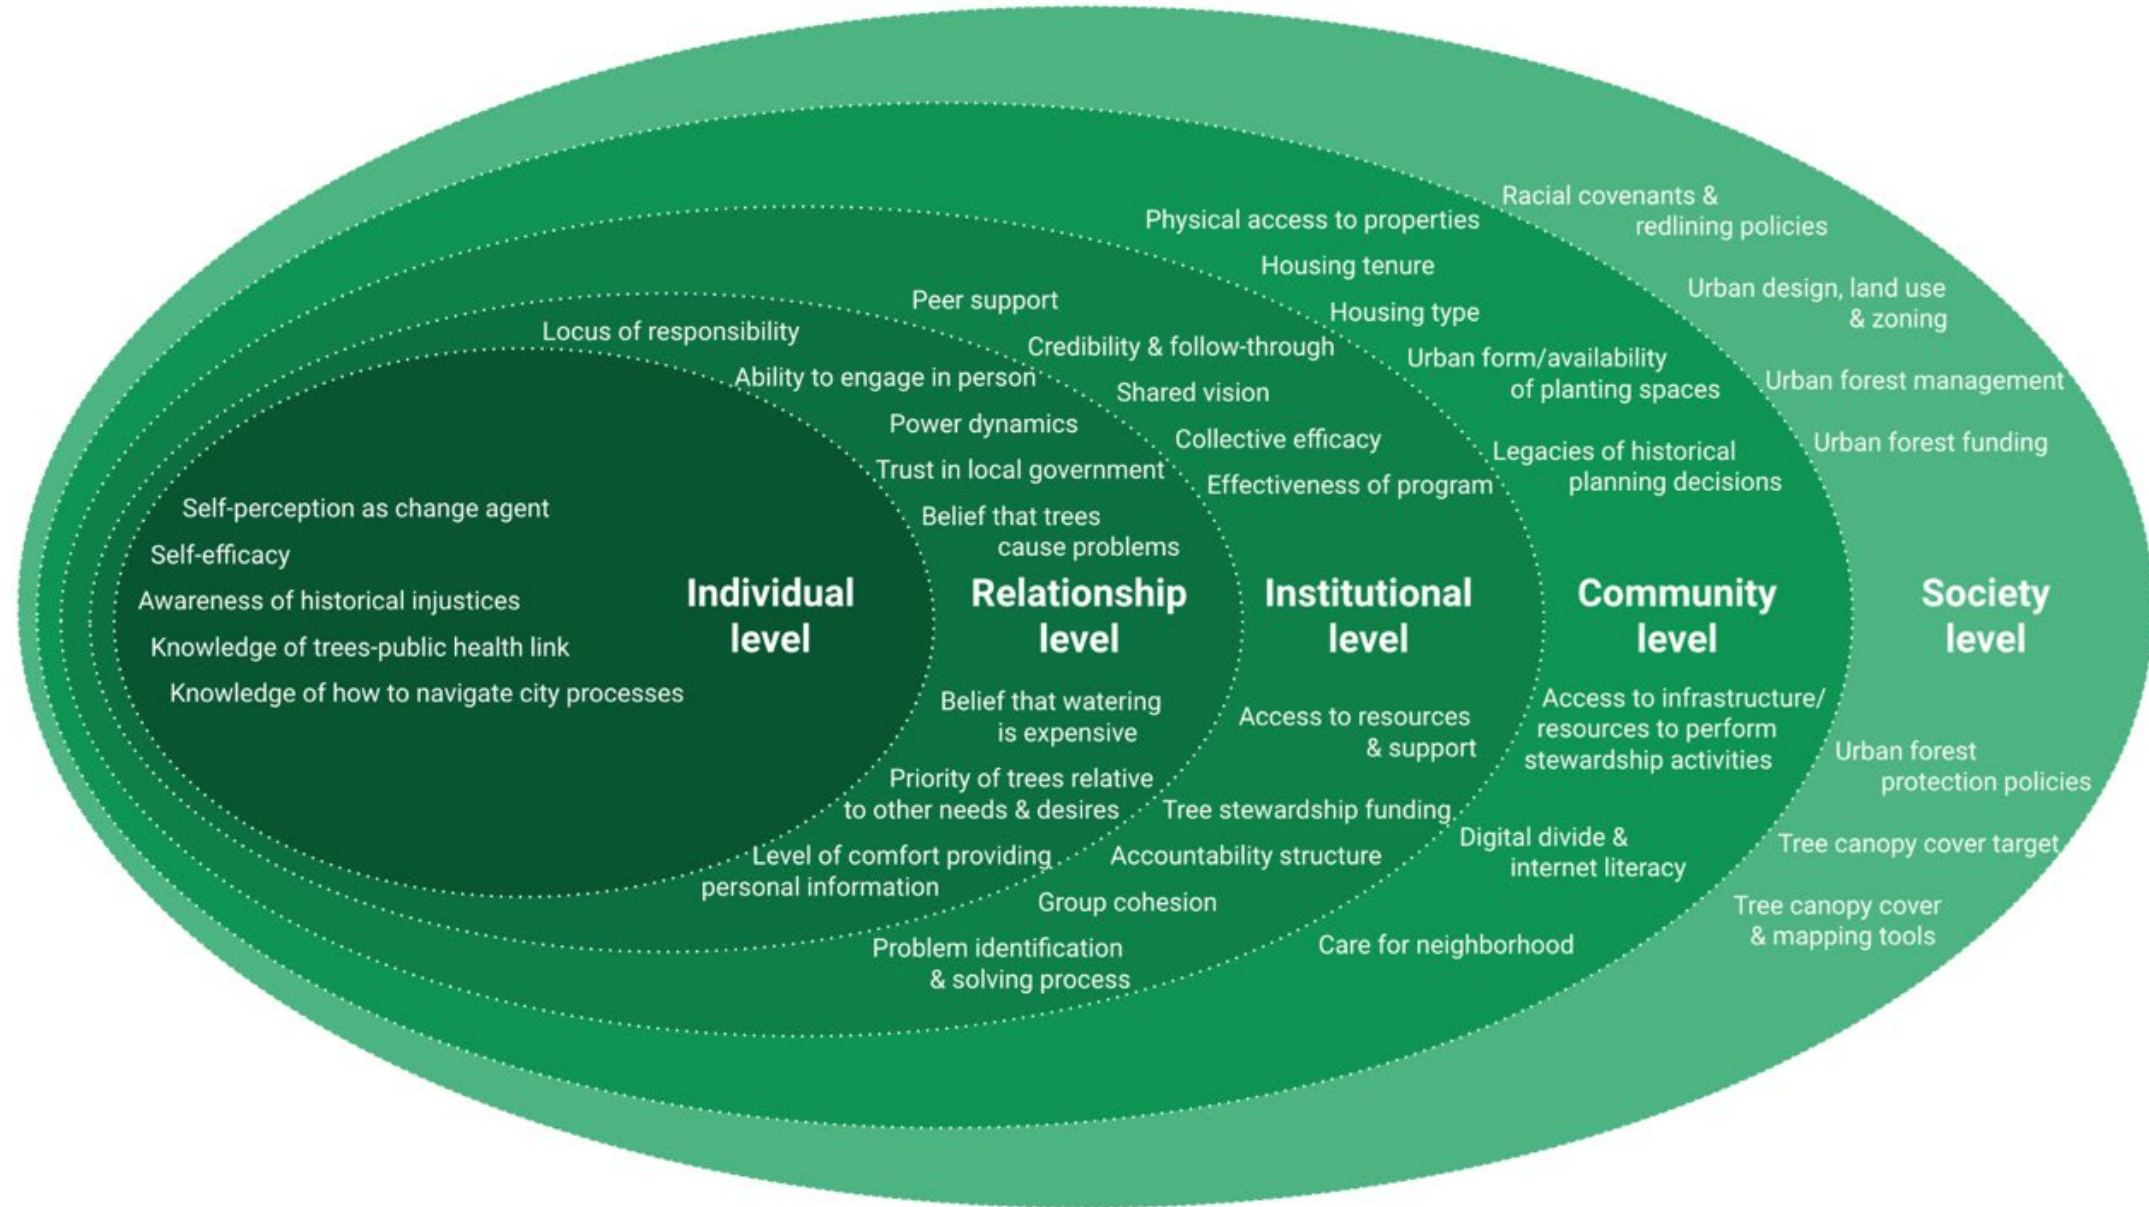 Self-perception as change agent
Self-efficacy
Awareness of historical injustices
Knowledge of trees-public health link
Knowledge of how to navigate city processes
Individual
level
Locus of responsibility
Ability to engage in person
Power dynamics
Trust in local government
Belief that trees
cause problems
Relationship
level
Belief that watering
is expensive
Priority of trees relative
to other needs & desires
Level of comfort providing
personal information
Peer support
Credibility & follow-through
Shared vision
Collective efficacy
Effectiveness of program
Institutional
level
Access to resources
& support
Tree stewardship funding
Accountability structure
Group cohesion
Problem identification
& solving process
Physical access to properties
Housing tenure
Housing type
Urban form/availability
of planting spaces
Legacies of historical
planning decisions
Community
level
Access to infrastructure/
resources to perform
stewardship activities
Digital divide &
internet literacy
Care for neighborhood
Racial covenants &
redlining policies
Urban design, land use
& zoning
Urban forest management
Urban forest funding
Society
level
Urban forest
protection policies
Tree canopy cover target
Tree canopy cover
& mapping tools